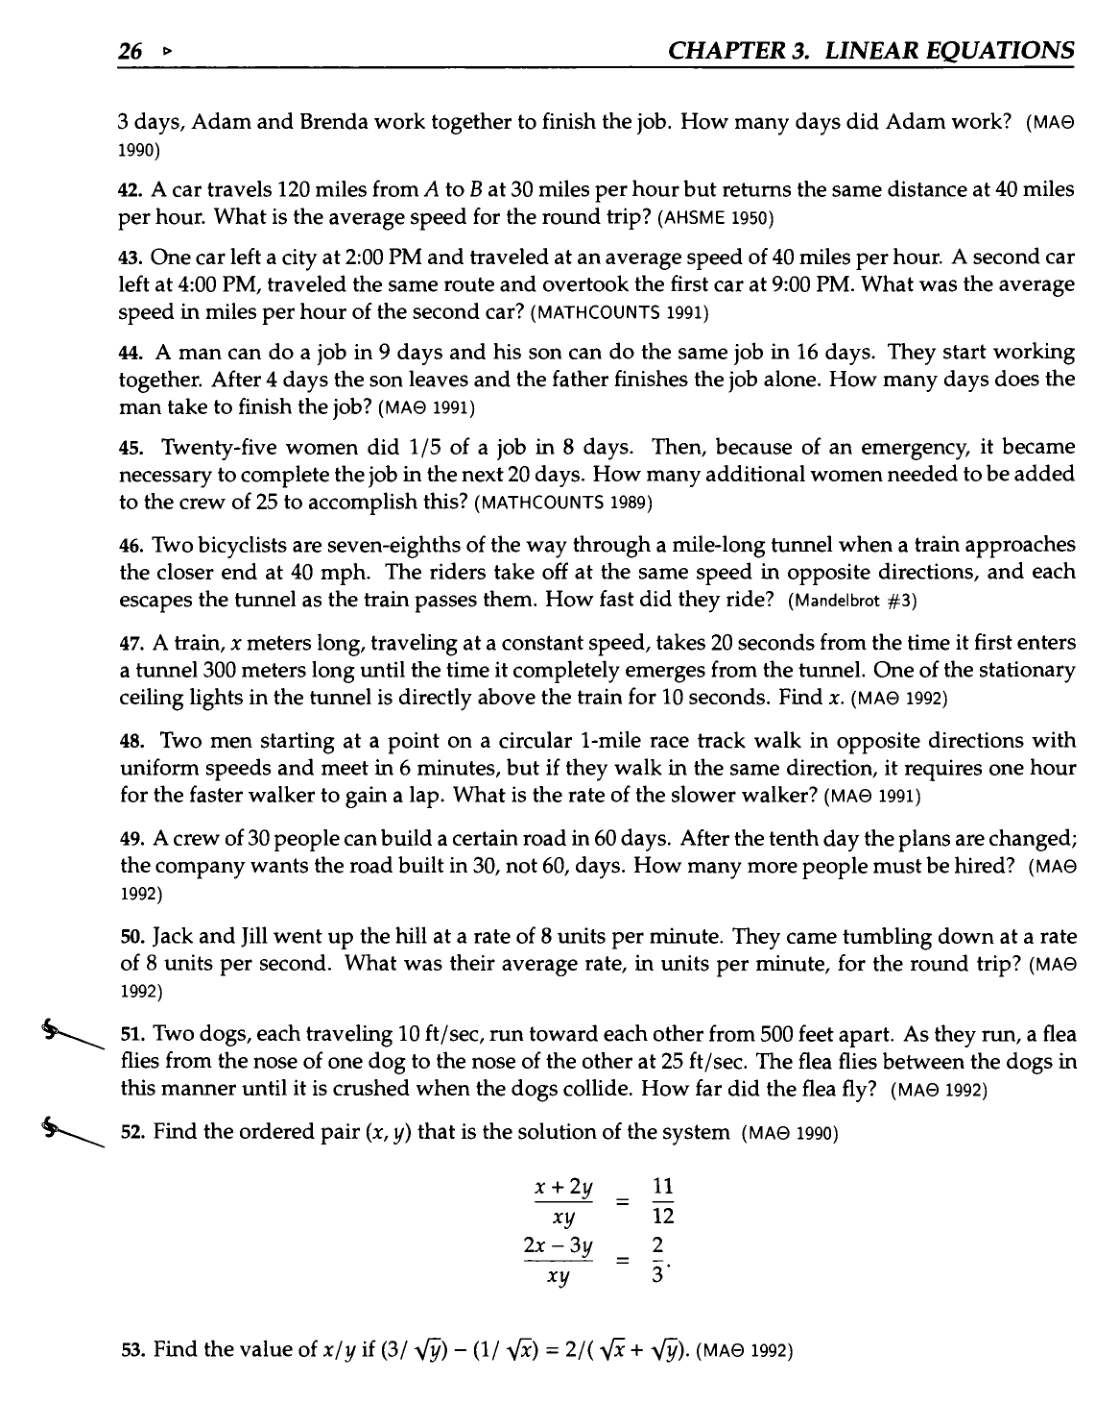 26 ▹ CHAPTER 3. LINEAR EQUATIONS
3 days, Adam and Brenda work together to finish the job. How many days did Adam work? (MAΘ
1990)
42. A car travels 120 miles from A to B at 30 miles per hour but returns the same distance at 40 miles
per hour. What is the average speed for the round trip? (AHSME 1950)
43. One car left a city at 2:00 PM and traveled at an average speed of 40 miles per hour. A second car
left at 4:00 PM, traveled the same route and overtook the first car at 9:00 PM. What was the average
speed in miles per hour of the second car? (MATHCOUNTS 1991)
44. A man can do a job in 9 days and his son can do the same job in 16 days. They start working
together. After 4 days the son leaves and the father finishes the job alone. How many days does the
man take to finish the job? (MAΘ 1991)
45. Twenty-five women did 1/5 of a job in 8 days. Then, because of an emergency, it became
necessary to complete the job in the next 20 days. How many additional women needed to be added
to the crew of 25 to accomplish this? (MATHCOUNTS 1989)
46. Two bicyclists are seven-eighths of the way through a mile-long tunnel when a train approaches
the closer end at 40 mph. The riders take off at the same speed in opposite directions, and each
escapes the tunnel as the train passes them. How fast did they ride? (Mandelbrot #3)
47. A train, x meters long, traveling at a constant speed, takes 20 seconds from the time it first enters
a tunnel 300 meters long until the time it completely emerges from the tunnel. One of the stationary
ceiling lights in the tunnel is directly above the train for 10 seconds. Find x. (MAΘ 1992)
48. Two men starting at a point on a circular 1-mile race track walk in opposite directions with
uniform speeds and meet in 6 minutes, but if they walk in the same direction, it requires one hour
for the faster walker to gain a lap. What is the rate of the slower walker? (MAΘ 1991)
49. A crew of 30 people can build a certain road in 60 days. After the tenth day the plans are changed;
the company wants the road built in 30, not 60, days. How many more people must be hired? (MAΘ
1992)
50. Jack and Jill went up the hill at a rate of 8 units per minute. They came tumbling down at a rate
of 8 units per second. What was their average rate, in units per minute, for the round trip? (MAΘ
1992)
51. Two dogs, each traveling 10 ft/sec, run toward each other from 500 feet apart. As they run, a flea
flies from the nose of one dog to the nose of the other at 25 ft/sec. The flea flies between the dogs in
this manner until it is crushed when the dogs collide. How far did the flea fly? (MAΘ 1992)
52. Find the ordered pair (x, y) that is the solution of the system (MAΘ 1990)
x + 2y 11
=
xy 12
2x − 3y 2
= .
xy 3
53. Find the value of x/y if (3/ √y) − (1/ √x) = 2/( √x + √y). (MAΘ 1992)